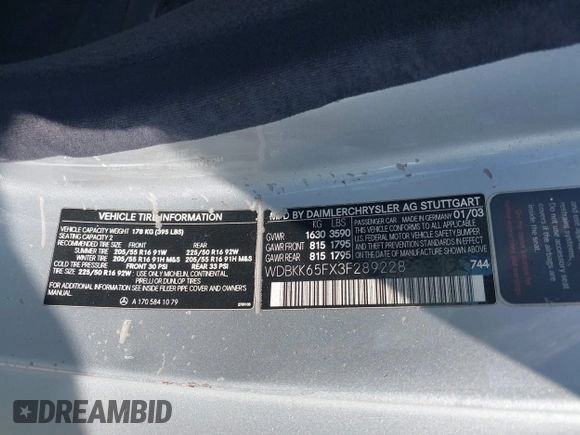 VEHICLE TIRE INFORMATION
VEHICLE CAPACITY WEIGHT 178 KG (395 LBS)
SEATING CAPACITY 2
FRONT REAR
SUMMER TIRE: 205/55 R16 91W 225/50 R16 92W
WINTER TIRE: 205/55 R16 91H M&S 205/55 R16 91H M&S
COLD TIRE PRESSURE: FRONT 30 PSI REAR 33 PSI
225/50 R16 92W USE ONLY MICHELIN, CONTINENTAL,
PIRELLI OR DUNLOP TIRES
FOR ADDITIONAL INFORMATION SEE INSIDE FILLER PIPE COVER AND OWNER'S
MANUAL.
A 170 584 10 79
MFD BY DAIMLERCHRYSLER AG STUTTGART
KG LBS
GVWR 1630 3590
GAWR FRONT 815 1795
GAWR REAR 815 1795
PASSENGER CAR MADE IN GERMANY 01/03
THIS VEHICLE CONFORMS TO ALL APPLICABLE
U.S. FEDERAL MOTOR VEHICLE SAFETY, BUMPER,
AND THEFT PREVENTION STANDARDS IN EFFECT
ON THE DATE OF MANUFACTURE SHOWN ABOVE
WDBKK65FX3F289228
744
DREAMBID